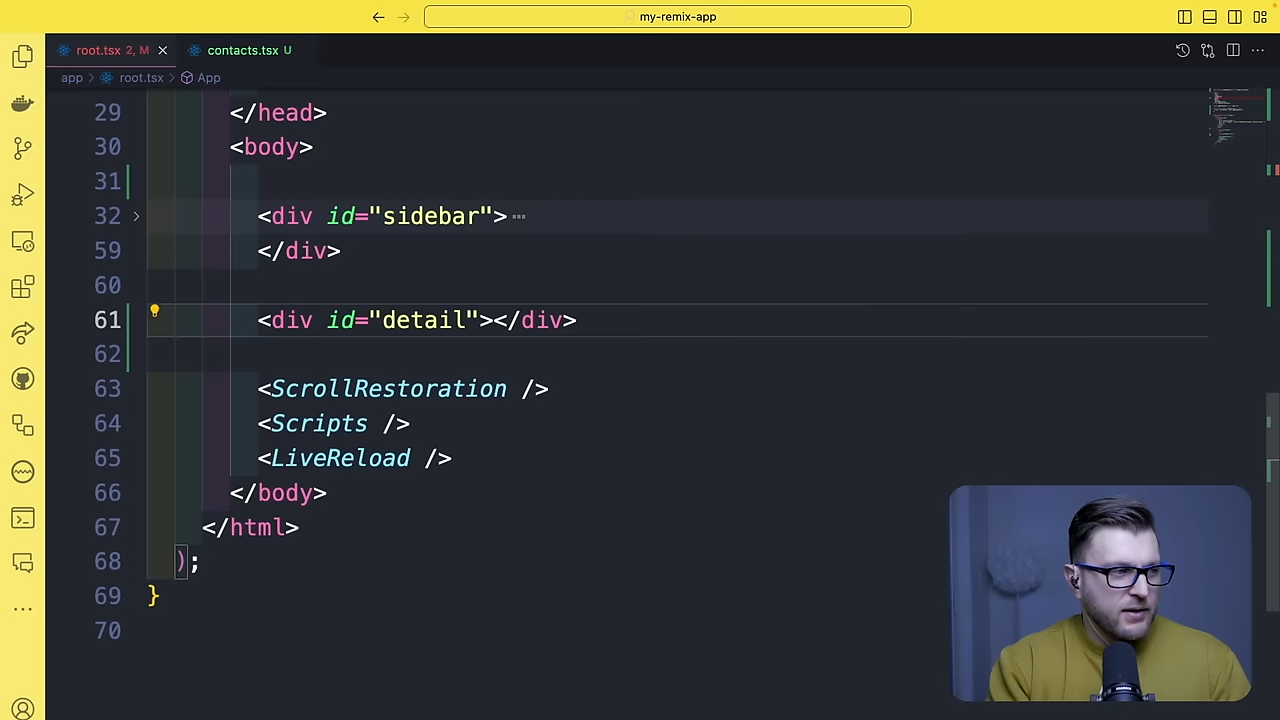 my-remix-app
root.tsx 2, M
contacts.tsx U
app > root.tsx > App
29 </head>
30 <body>
31
32 <div id="sidebar">
59 </div>
60
61 <div id="detail"></div>
62
63 <ScrollRestoration />
64 <Scripts />
65 <LiveReload />
66 </body>
67 </html>
68 );
69 }
70